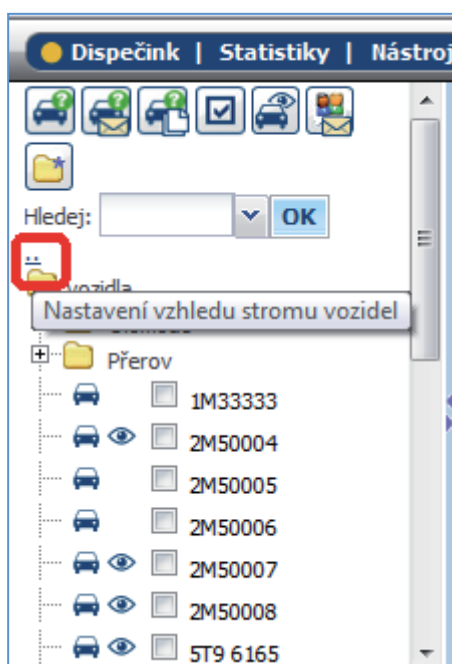 Dispečink | Statistiky | Nástroj
Hledej: OK
..
vozidla
Nastavení vzhledu stromu vozidel
Přerov
1M33333
2M50004
2M50005
2M50006
2M50007
2M50008
5T9 6165